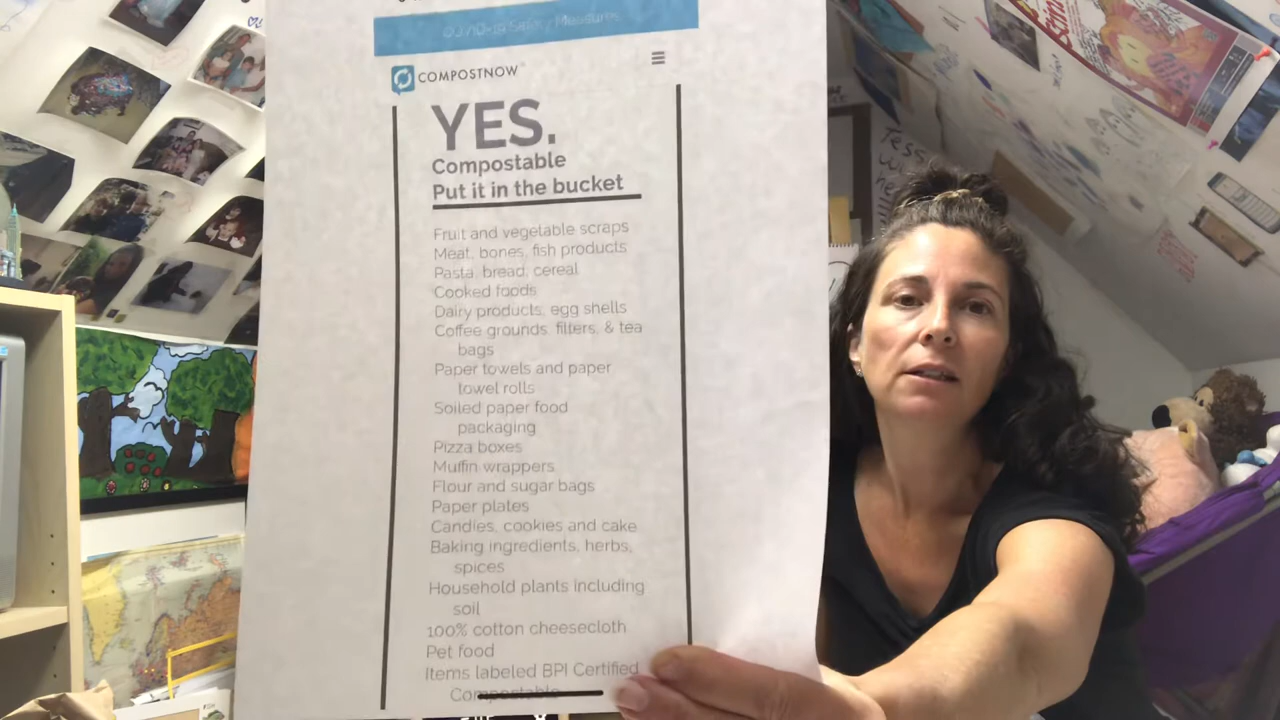 COVID-19 Safety Measures
COMPOSTNOW
YES.
Compostable
Put it in the bucket
Fruit and vegetable scraps
Meat, bones, fish products
Pasta, bread, cereal
Cooked foods
Dairy products, egg shells
Coffee grounds, filters, & tea
bags
Paper towels and paper
towel rolls
Soiled paper food
packaging
Pizza boxes
Muffin wrappers
Flour and sugar bags
Paper plates
Candies, cookies and cake
Baking ingredients, herbs,
spices
Household plants including
soil
100% cotton cheesecloth
Pet food
Items labeled BPI Certified
Compostable
Tess